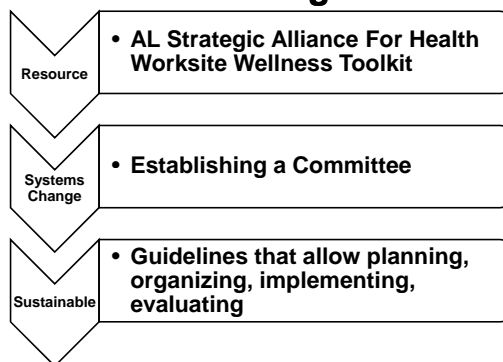 Resource
• AL Strategic Alliance For Health
Worksite Wellness Toolkit
Systems
Change
• Establishing a Committee
Sustainable
• Guidelines that allow planning,
organizing, implementing,
evaluating